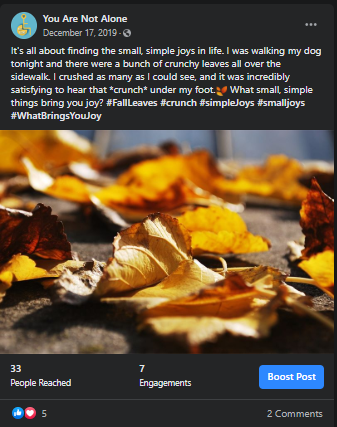 You Are Not Alone
December 17, 2019 ·
It's all about finding the small, simple joys in life. I was walking my dog
tonight and there were a bunch of crunchy leaves all over the
sidewalk. I crushed as many as I could see, and it was incredibly
satisfying to hear that *crunch* under my foot.🍂 What small, simple
things bring you joy? #FallLeaves #crunch #simpleJoys #smalljoys
#WhatBringsYouJoy
33
7
People Reached
Engagements
Boost Post
5
2 Comments